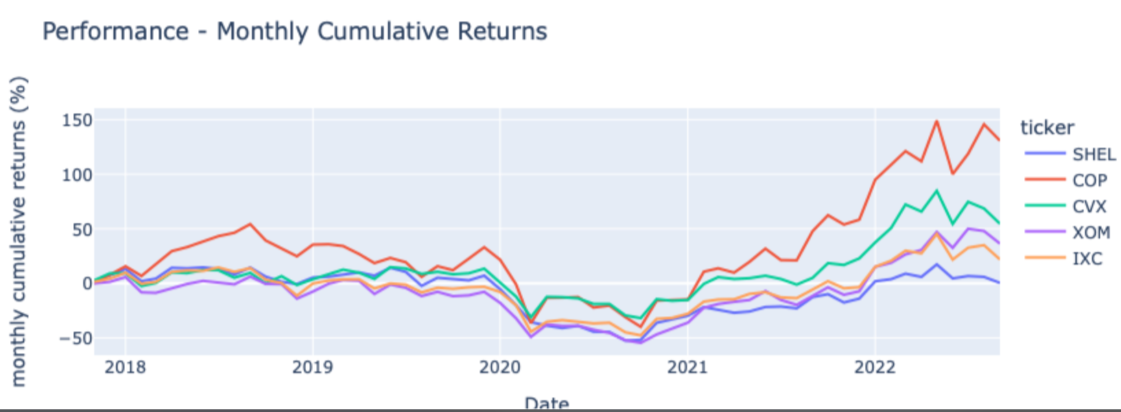 Performance - Monthly Cumulative Returns
monthly cumulative returns (%)
150
100
50
0
−50
2018 2019 2020 2021 2022
Date
ticker
SHEL
COP
CVX
XOM
IXC